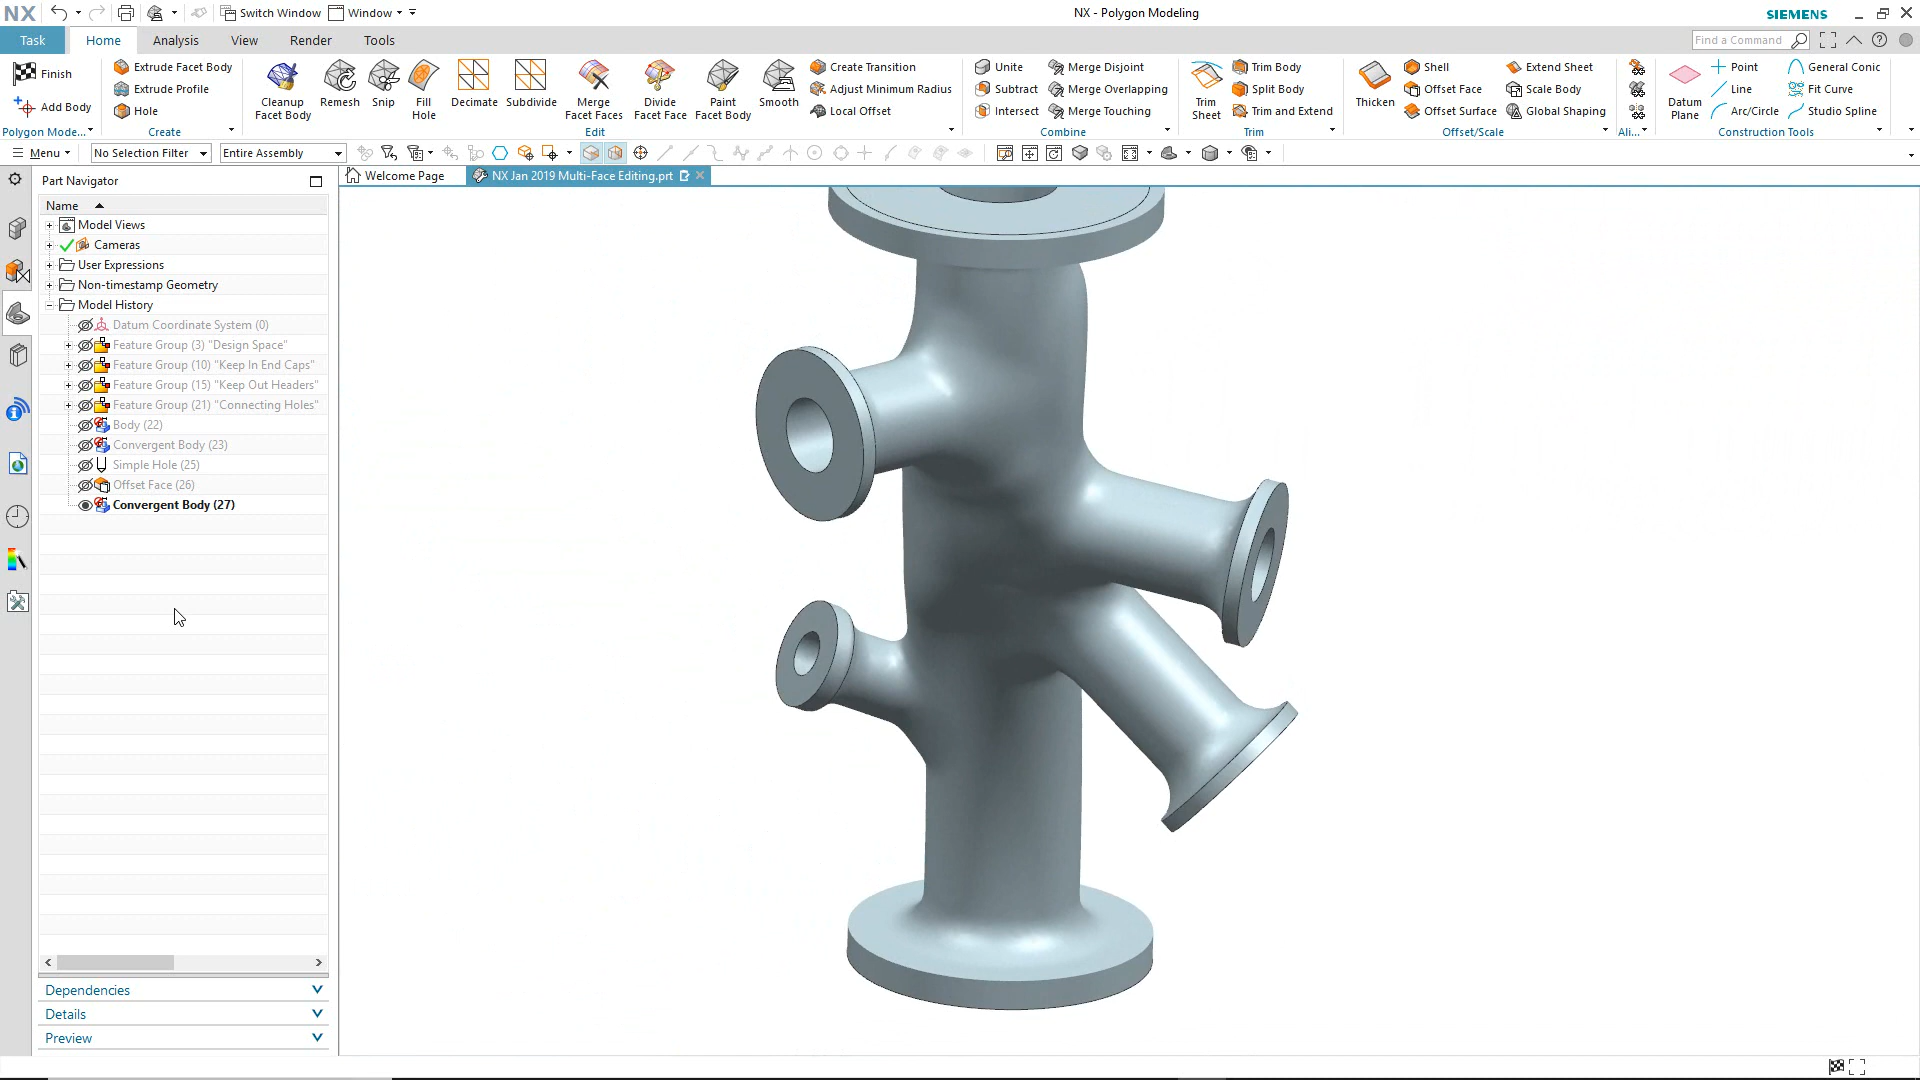 NX Switch Window Window NX - Polygon Modeling SIEMENS
Task Home Analysis View Render Tools Find a Command
Finish
Add Body
Polygon Mode...
Extrude Facet Body
Extrude Profile
Hole
Create
Cleanup Facet Body
Remesh
Snip
Fill Hole
Decimate
Subdivide
Merge Facet Faces
Divide Facet Face
Paint Facet Body
Smooth
Create Transition
Adjust Minimum Radius
Local Offset
Edit
Unite
Subtract
Intersect
Merge Disjoint
Merge Overlapping
Merge Touching
Combine
Trim Sheet
Trim Body
Split Body
Trim and Extend
Trim
Thicken
Shell
Offset Face
Offset Surface
Extend Sheet
Scale Body
Global Shaping
Offset/Scale
Ali...
Datum Plane
Point
Line
Arc/Circle
General Conic
Fit Curve
Studio Spline
Construction Tools
Menu No Selection Filter Entire Assembly
Part Navigator
Welcome Page NX Jan 2019 Multi-Face Editing.prt
Name
Model Views
Cameras
User Expressions
Non-timestamp Geometry
Model History
Datum Coordinate System (0)
Feature Group (3) "Design Space"
Feature Group (10) "Keep In End Caps"
Feature Group (15) "Keep Out Headers"
Feature Group (21) "Connecting Holes"
Body (22)
Convergent Body (23)
Simple Hole (25)
Offset Face (26)
Convergent Body (27)
Dependencies
Details
Preview